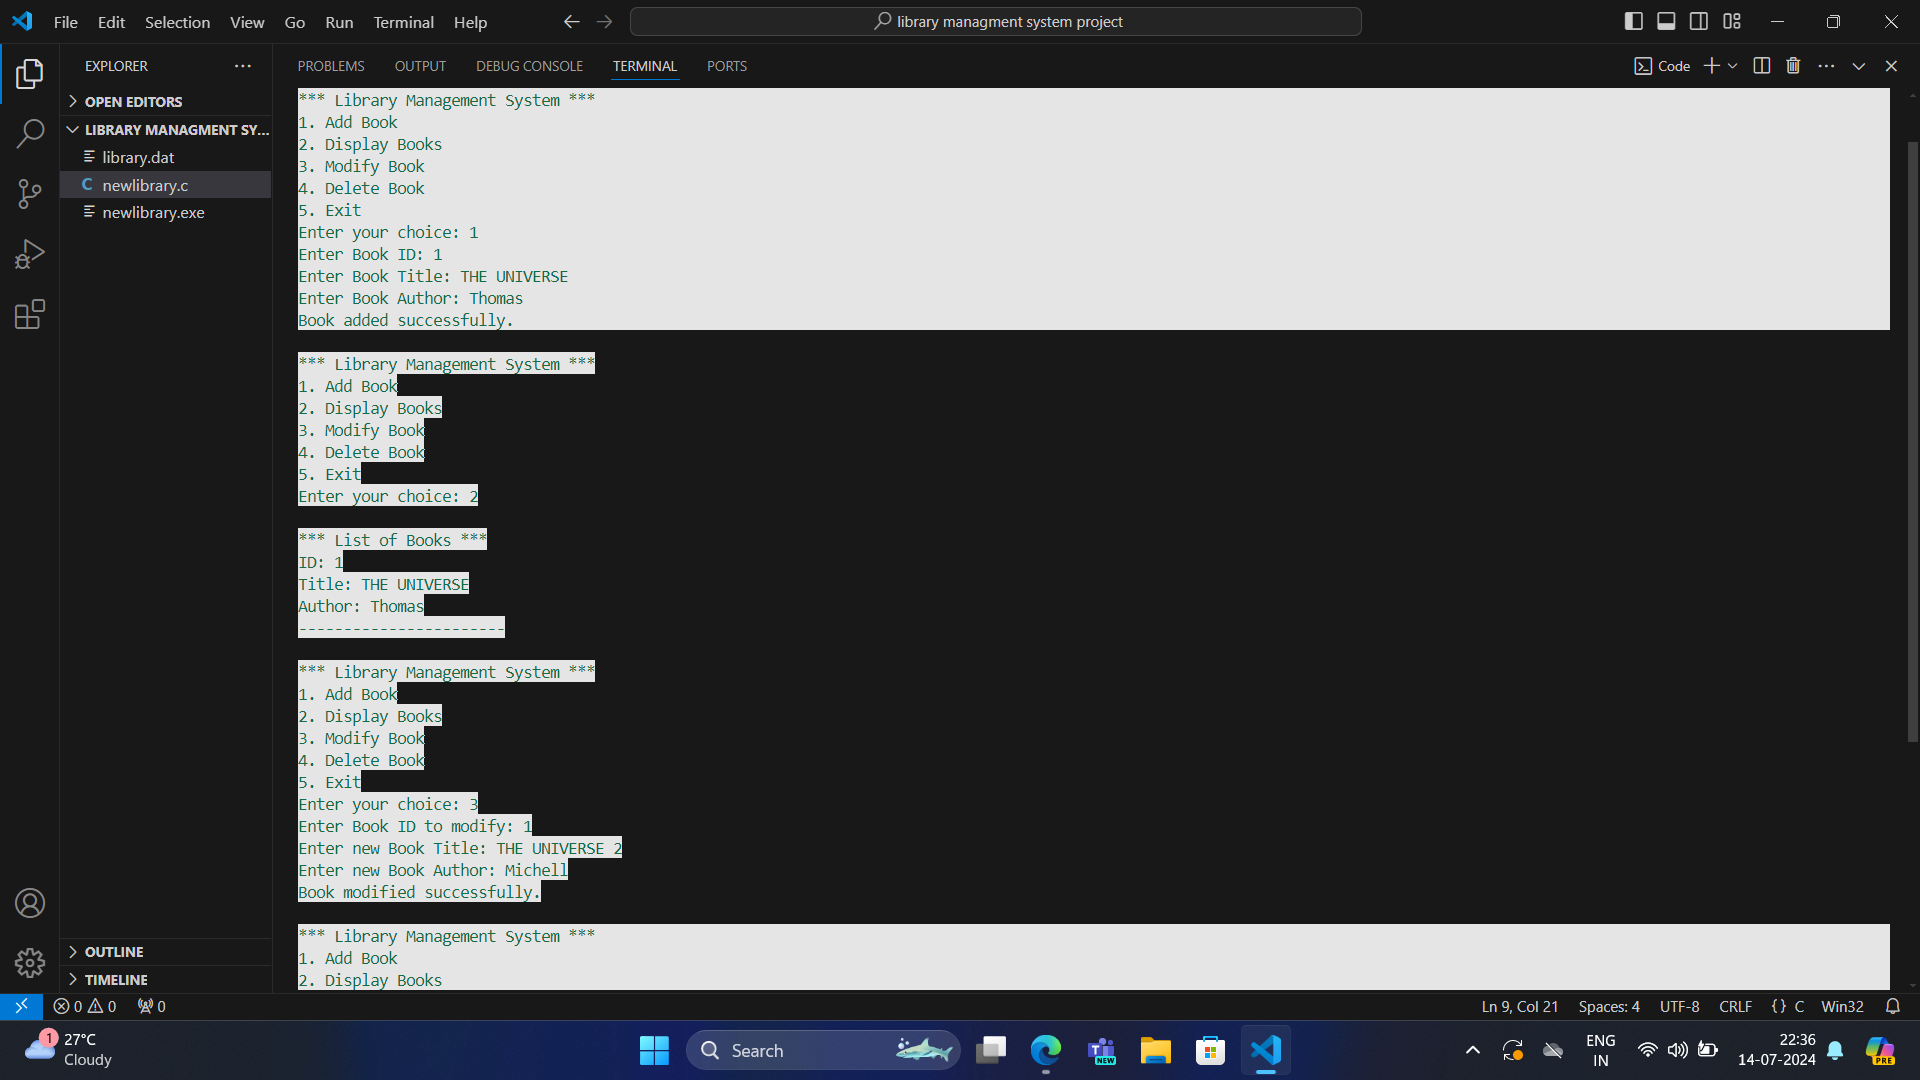 File Edit Selection View Go Run Terminal Help
library managment system project
EXPLORER
OPEN EDITORS
LIBRARY MANAGMENT SY...
library.dat
C newlibrary.c
newlibrary.exe
OUTLINE
TIMELINE
PROBLEMS OUTPUT DEBUG CONSOLE TERMINAL PORTS
Code
*** Library Management System ***
1. Add Book
2. Display Books
3. Modify Book
4. Delete Book
5. Exit
Enter your choice: 1
Enter Book ID: 1
Enter Book Title: THE UNIVERSE
Enter Book Author: Thomas
Book added successfully.
*** Library Management System ***
1. Add Book
2. Display Books
3. Modify Book
4. Delete Book
5. Exit
Enter your choice: 2
*** List of Books ***
ID: 1
Title: THE UNIVERSE
Author: Thomas
-----------------------
*** Library Management System ***
1. Add Book
2. Display Books
3. Modify Book
4. Delete Book
5. Exit
Enter your choice: 3
Enter Book ID to modify: 1
Enter new Book Title: THE UNIVERSE 2
Enter new Book Author: Michell
Book modified successfully.
*** Library Management System ***
1. Add Book
2. Display Books
0 0 0
Ln 9, Col 21 Spaces: 4 UTF-8 CRLF {} C Win32
1
27°C
Cloudy
Search
NEW
ENG
IN
22:36
14-07-2024
PRE